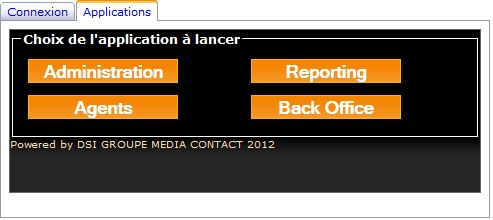 Connexion Applications
Choix de l'application à lancer
Administration Reporting
Agents Back Office
Powered by DSI GROUPE MEDIA CONTACT 2012